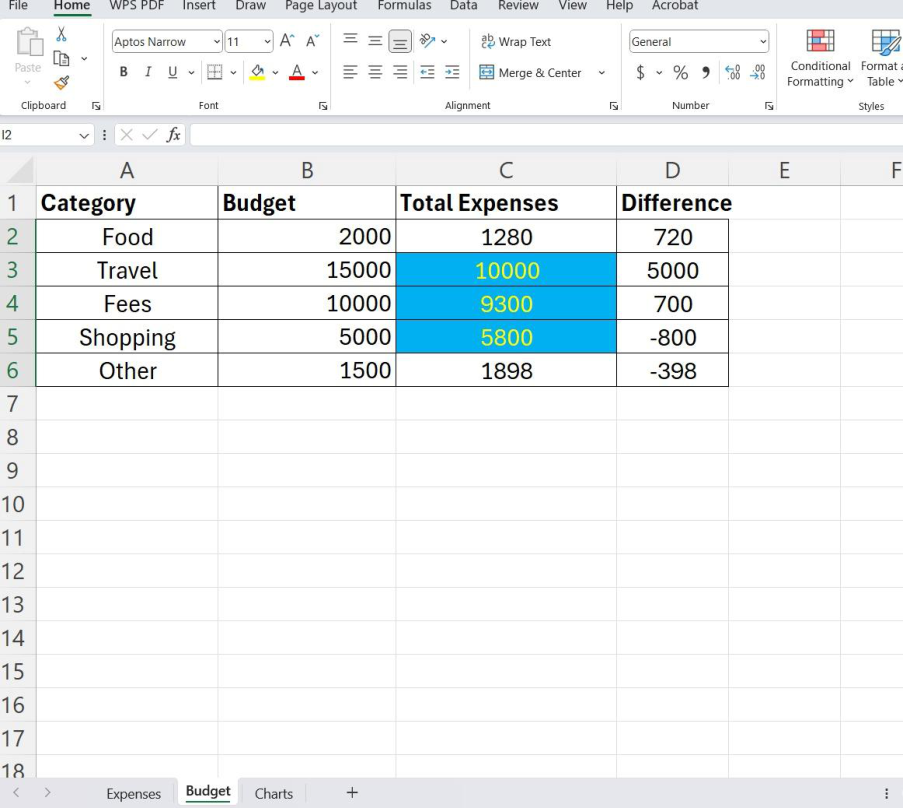 File Home WPS PDF Insert Draw Page Layout Formulas Data Review View Help Acrobat
Paste Aptos Narrow 11 A^ Aˇ ab Wrap Text General Conditional Formatting Format a Table
B I U A Merge & Center $ % 9 .00 .00
Clipboard Font Alignment Number Styles
I2 fx
A B C D E F
1 Category Budget Total Expenses Difference
2 Food 2000 1280 720
3 Travel 15000 10000 5000
4 Fees 10000 9300 700
5 Shopping 5000 5800 -800
6 Other 1500 1898 -398
7
8
9
10
11
12
13
14
15
16
17
18
Expenses Budget Charts +